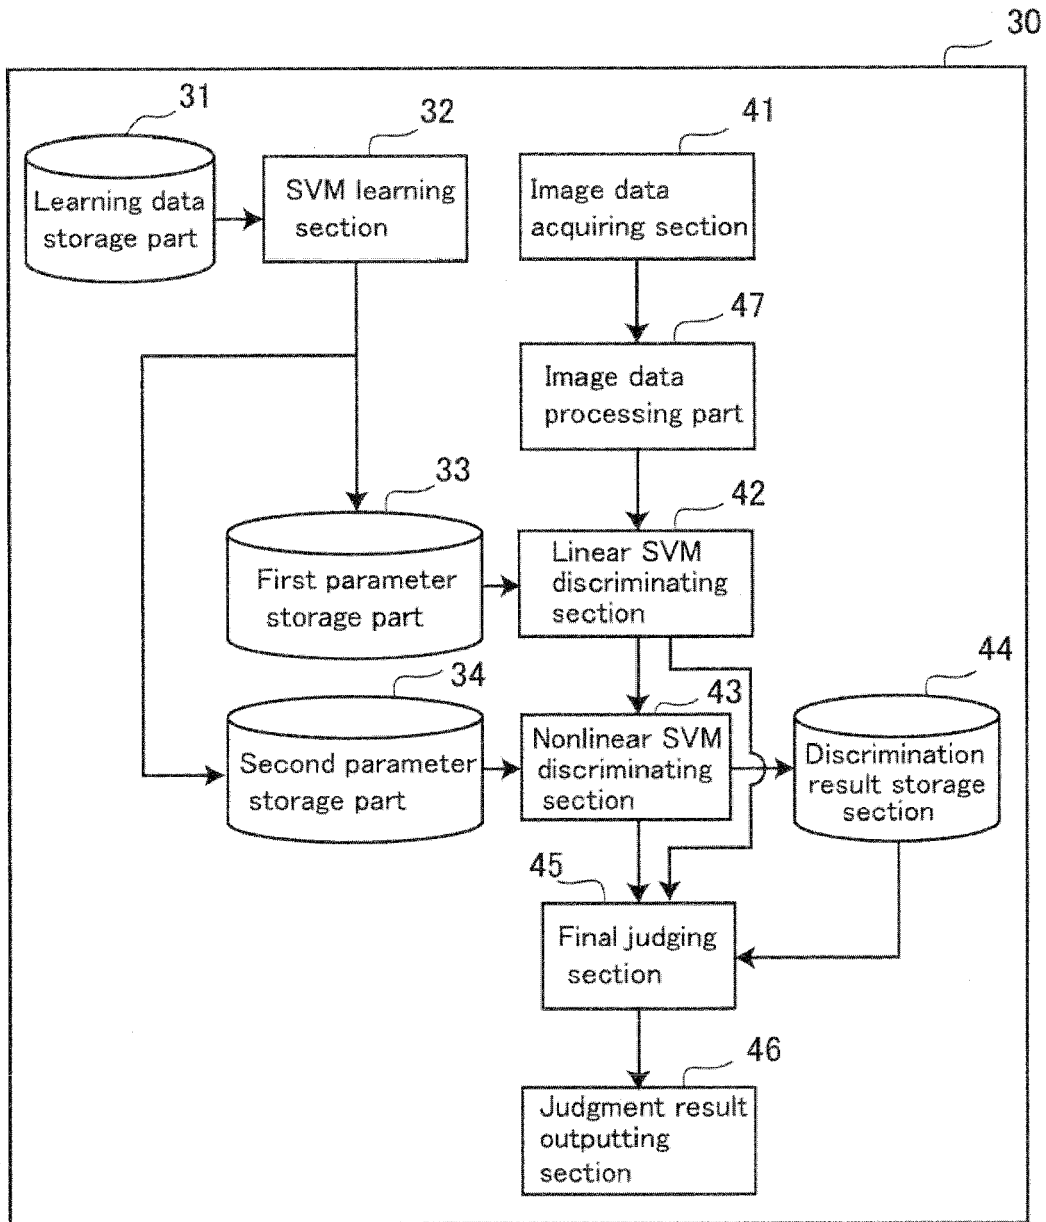 30
31
Learning data
storage part
32
SVM learning
section
41
Image data
acquiring section
47
Image data
processing part
33
First parameter
storage part
42
Linear SVM
discriminating
section
34
Second parameter
storage part
43
Nonlinear SVM
discriminating
section
44
Discrimination
result storage
section
45
Final judging
section
46
Judgment result
outputting
section